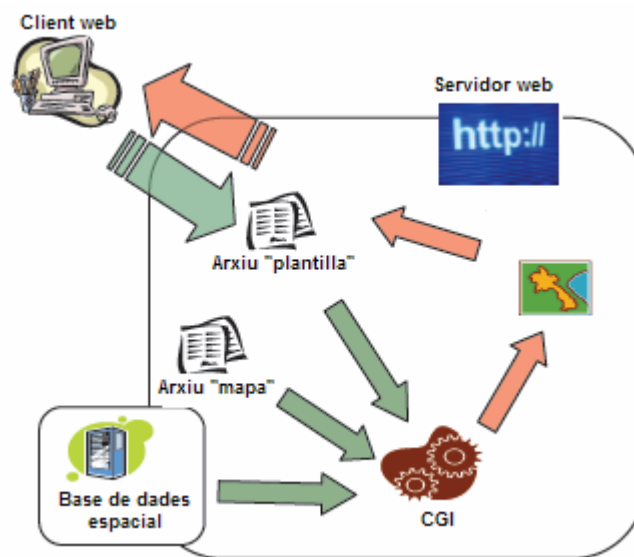 Client web
Servidor web
http://
Arxiu "plantilla"
Arxiu "mapa"
Base de dades
espacial
CGI